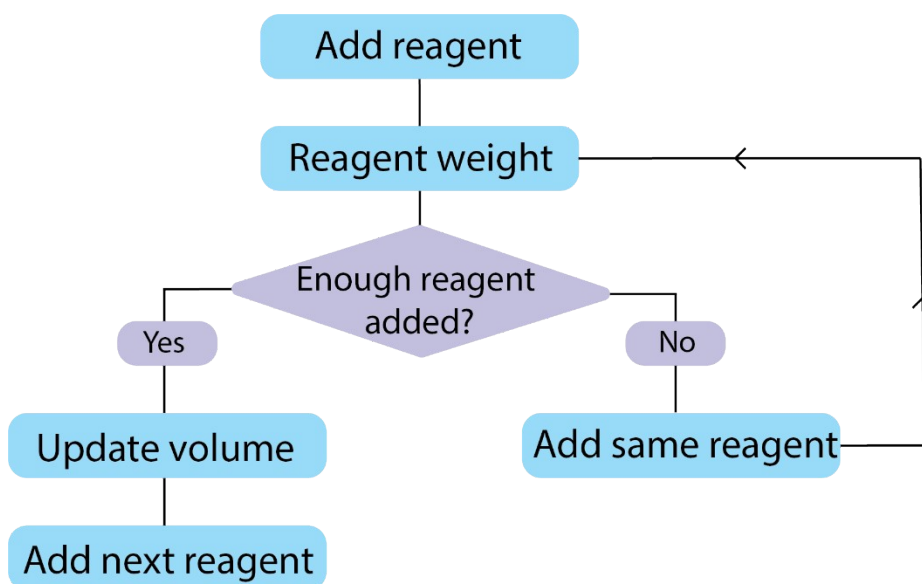 Add reagent
Reagent weight
Enough reagent
added?
Yes
No
Update volume
Add same reagent
Add next reagent